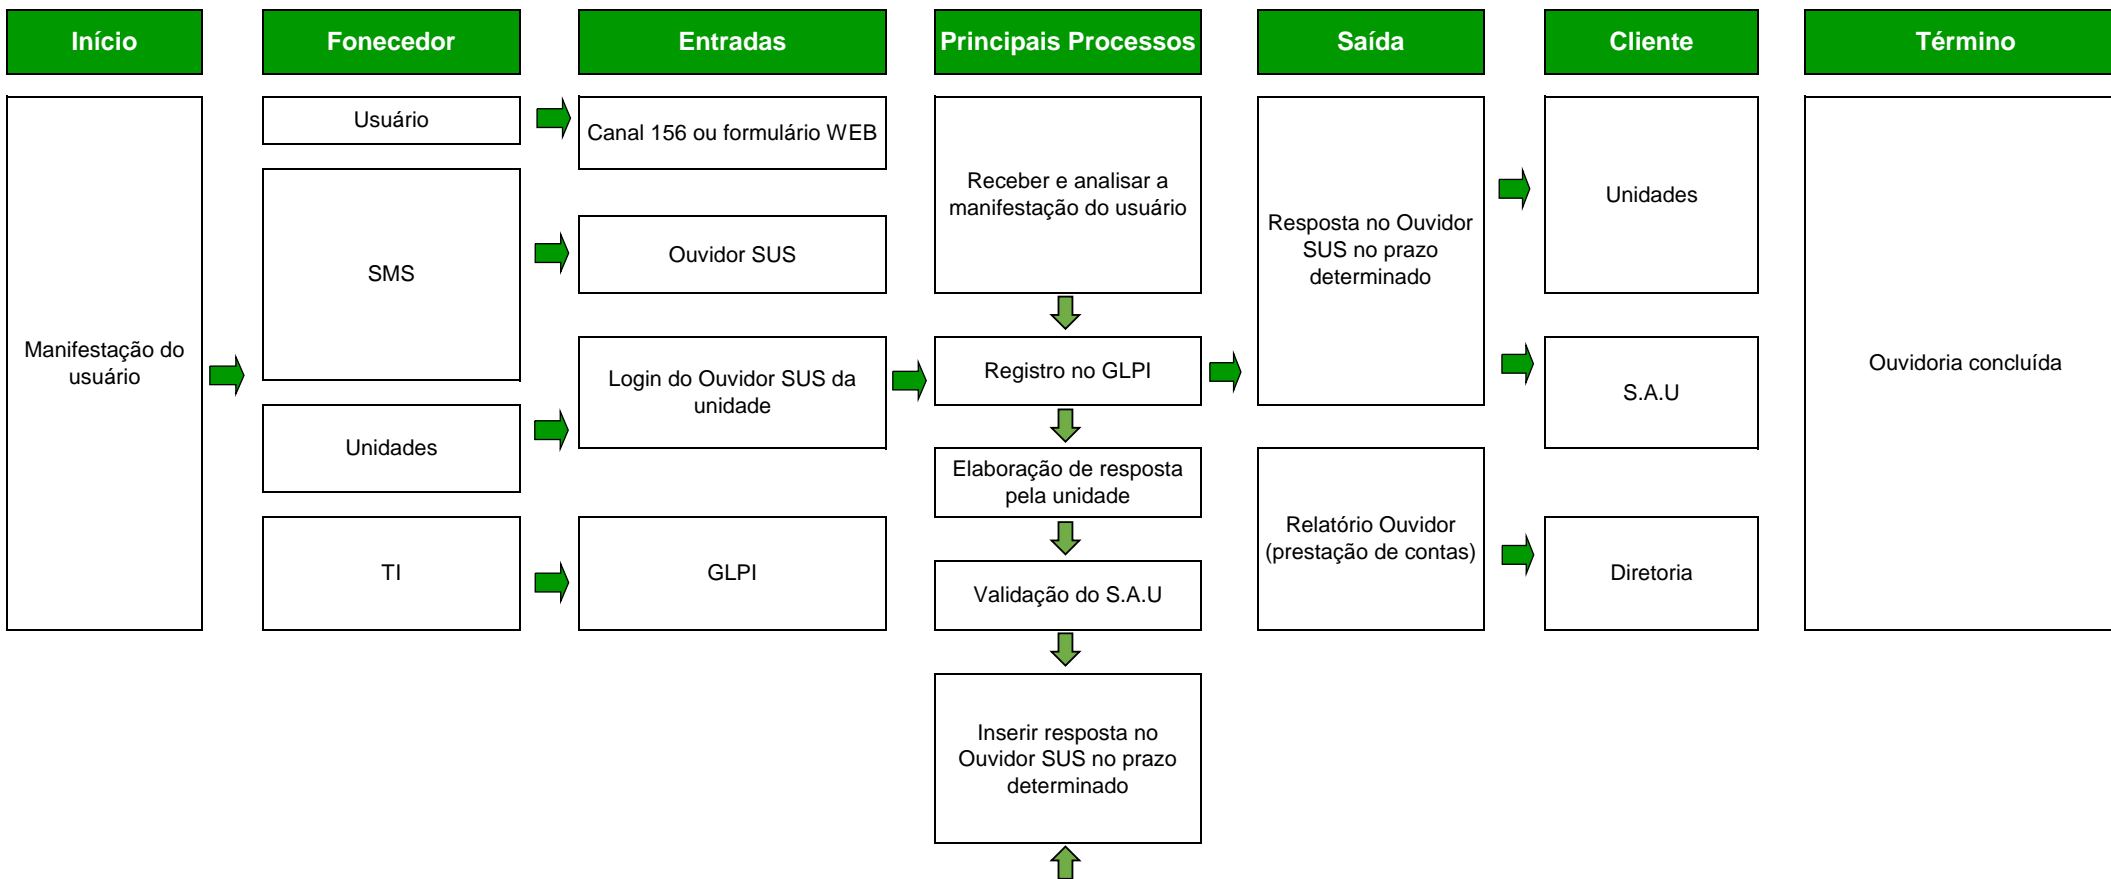 Início
Fonecedor
Entradas
Principais Processos
Saída
Cliente
Término
Manifestação do
usuário
Usuário
SMS
Unidades
TI
Canal 156 ou formulário WEB
Ouvidor SUS
Login do Ouvidor SUS da
unidade
GLPI
Receber e analisar a
manifestação do usuário
Registro no GLPI
Elaboração de resposta
pela unidade
Validação do S.A.U
Inserir resposta no
Ouvidor SUS no prazo
determinado
Resposta no Ouvidor
SUS no prazo
determinado
Relatório Ouvidor
(prestação de contas)
Unidades
S.A.U
Diretoria
Ouvidoria concluída